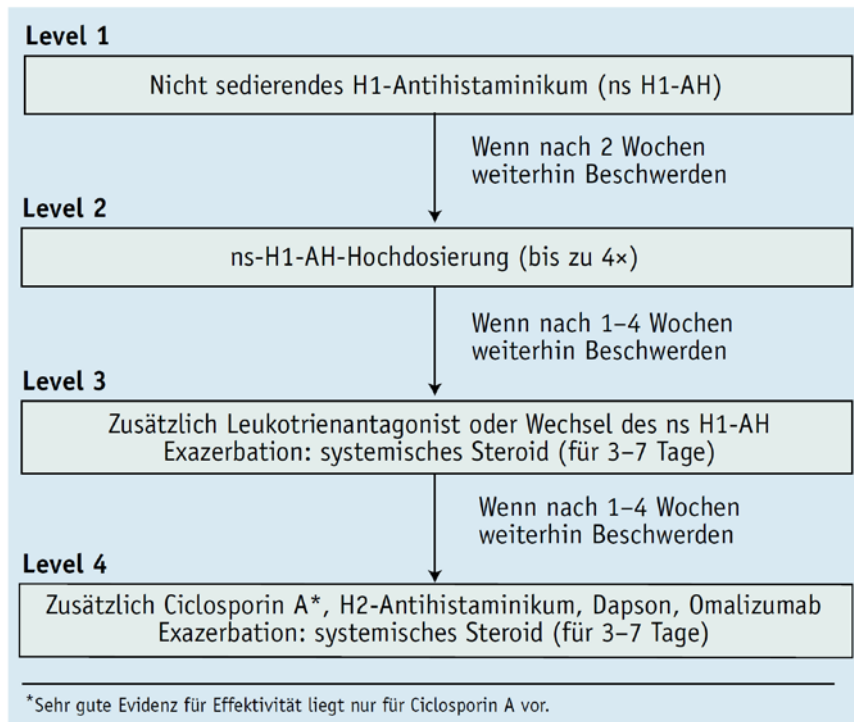 Level 1
Nicht sedierendes H1-Antihistaminikum (ns H1-AH)
Wenn nach 2 Wochen
weiterhin Beschwerden
Level 2
ns-H1-AH-Hochdosierung (bis zu 4×)
Wenn nach 1–4 Wochen
weiterhin Beschwerden
Level 3
Zusätzlich Leukotrienantagonist oder Wechsel des ns H1-AH
Exazerbation: systemisches Steroid (für 3–7 Tage)
Wenn nach 1–4 Wochen
weiterhin Beschwerden
Level 4
Zusätzlich Ciclosporin A*, H2-Antihistaminikum, Dapson, Omalizumab
Exazerbation: systemisches Steroid (für 3–7 Tage)
*Sehr gute Evidenz für Effektivität liegt nur für Ciclosporin A vor.